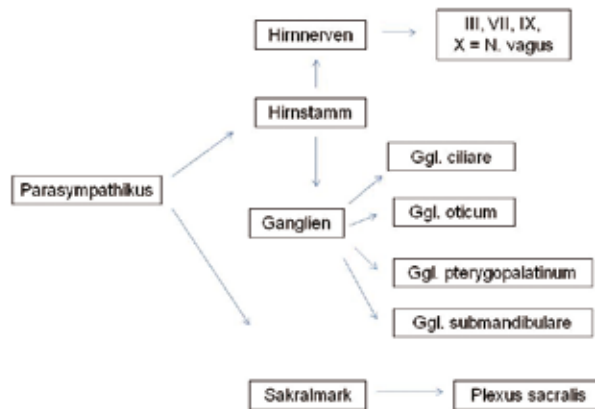 Hirnnerven
III, VII, IX,
X = N. vagus
Hirnstamm
Ggl. ciliare
Parasympathikus
Ggl. oticum
Ganglien
Ggl. pterygopalatinum
Ggl. submandibulare
Sakralmark
Plexus sacralis